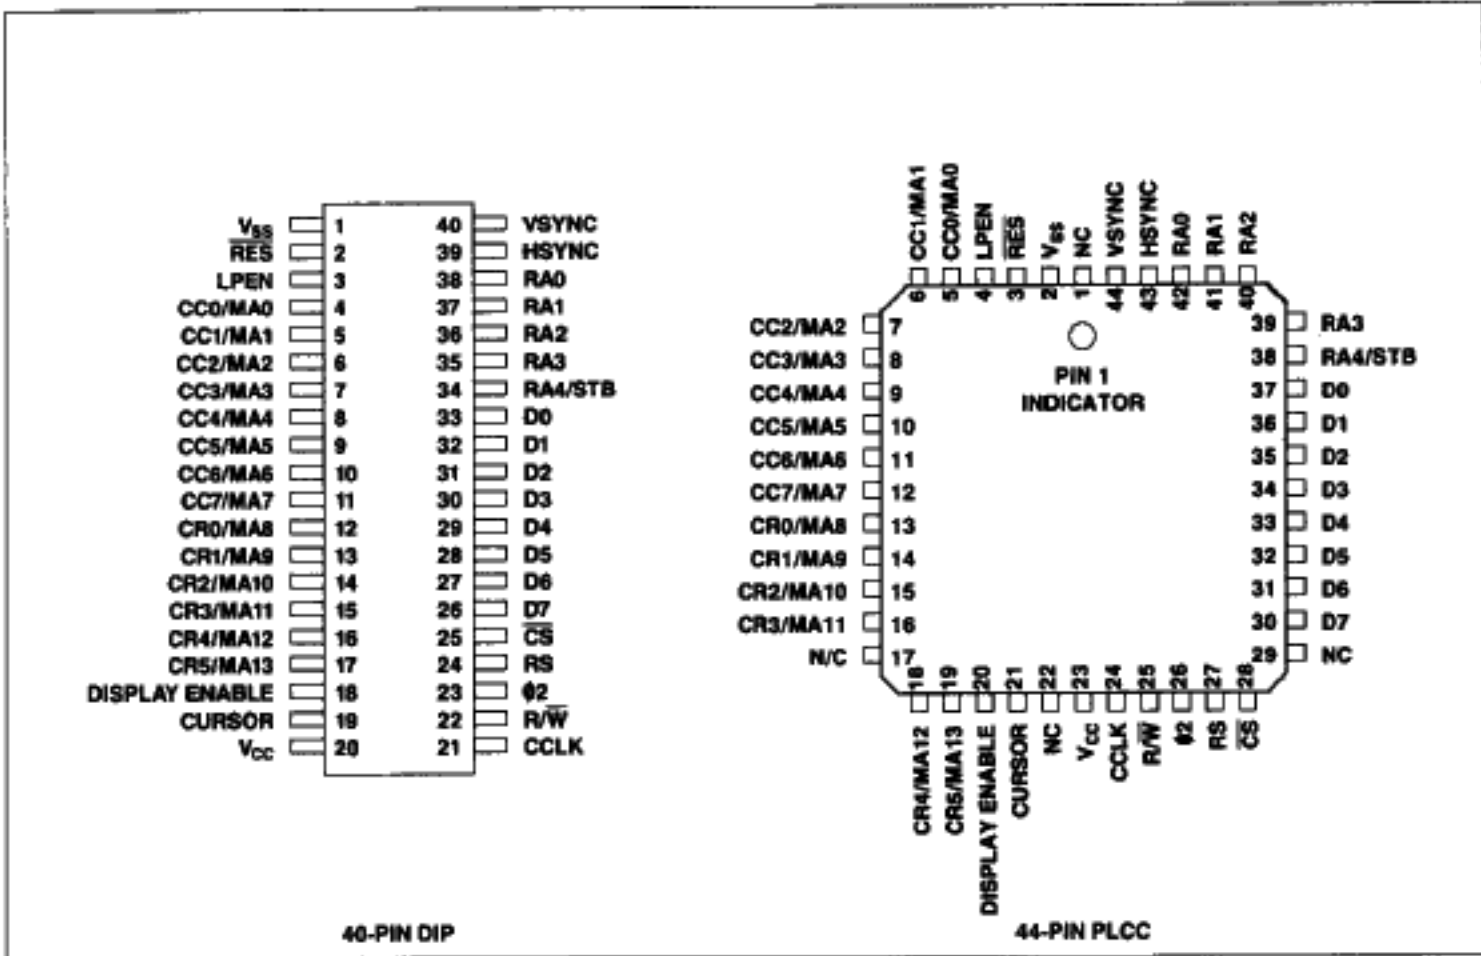 V_SS 1 40 VSYNC
R̅E̅S̅ 2 39 HSYNC
LPEN 3 38 RA0
CC0/MA0 4 37 RA1
CC1/MA1 5 36 RA2
CC2/MA2 6 35 RA3
CC3/MA3 7 34 RA4/STB
CC4/MA4 8 33 D0
CC5/MA5 9 32 D1
CC6/MA6 10 31 D2
CC7/MA7 11 30 D3
CR0/MA8 12 29 D4
CR1/MA9 13 28 D5
CR2/MA10 14 27 D6
CR3/MA11 15 26 D7
CR4/MA12 16 25 C̅S̅
CR5/MA13 17 24 RS
DISPLAY ENABLE 18 23 ϕ2
CURSOR 19 22 R/W̅
V_CC 20 21 CCLK
40-PIN DIP
CC1/MA1 CC0/MA0 LPEN R̅E̅S̅ V_SS NC VSYNC HSYNC RA0 RA1 RA2
6 5 4 3 2 1 44 43 42 41 40
CC2/MA2 7 39 RA3
CC3/MA3 8 38 RA4/STB
CC4/MA4 9 37 D0
CC5/MA5 10 36 D1
CC6/MA6 11 35 D2
CC7/MA7 12 34 D3
CR0/MA8 13 33 D4
CR1/MA9 14 32 D5
CR2/MA10 15 31 D6
CR3/MA11 16 30 D7
N/C 17 29 NC
PIN 1
INDICATOR
18 19 20 21 22 23 24 25 26 27 28
CR4/MA12 CR5/MA13 DISPLAY ENABLE CURSOR NC V_CC CCLK R/W̅ ϕ2 RS C̅S̅
44-PIN PLCC